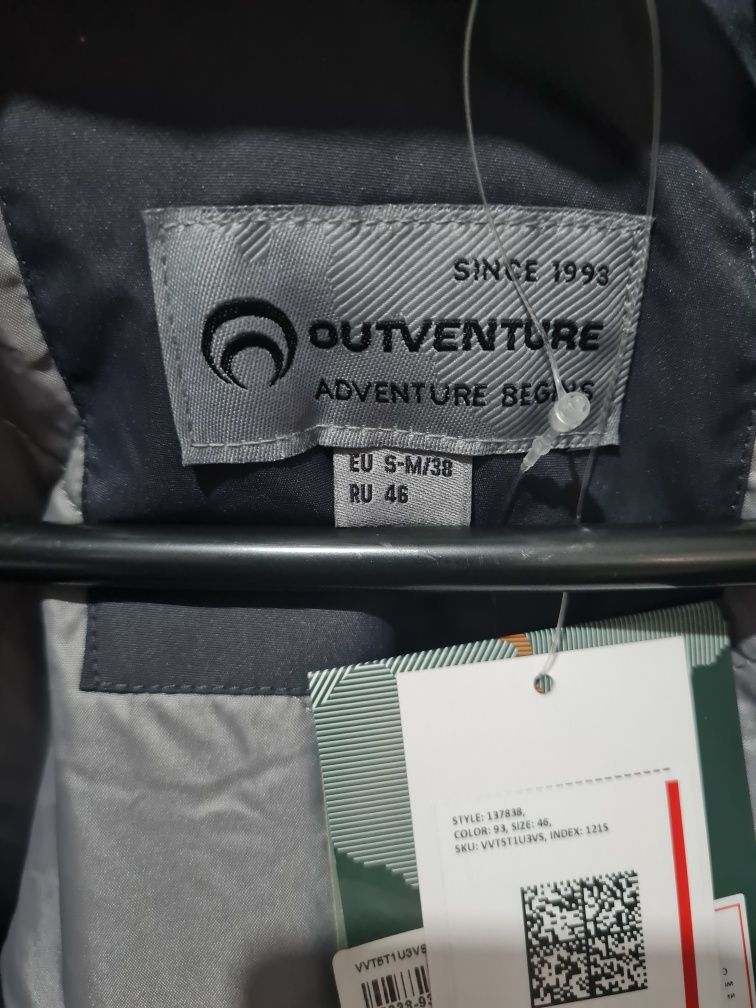 SINCE 1993
OUTVENTURE
ADVENTURE BEGINS
EU S-M/38
RU 46
STYLE: 137838,
COLOR: 93, SIZE: 46,
SKU: VVT5T1U3VS, INDEX: 1215
VVT5T1U3VS